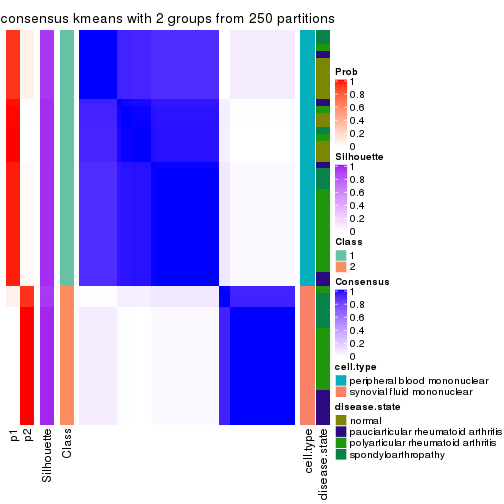 consensus kmeans with 2 groups from 250 partitions
Prob
1
0.8
0.6
0.4
0.2
0
Silhouette
1
0.8
0.6
0.4
0.2
0
Class
1
2
Consensus
1
0.8
0.6
0.4
0.2
0
cell.type
peripheral blood mononuclear
synovial fluid mononuclear
disease.state
normal
pauciarticular rheumatoid arthritis
polyarticular rheumatoid arthritis
spondyloarthropathy
p1
p2
Silhouette
Class
cell.type
disease.state